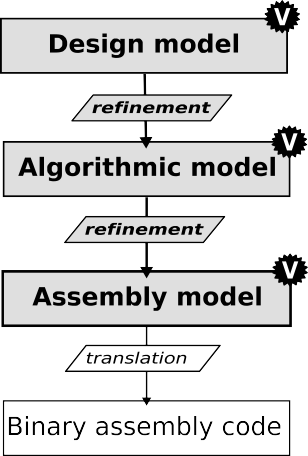 V
Design model
refinement
V
Algorithmic model
refinement
V
Assembly model
translation
Binary assembly code